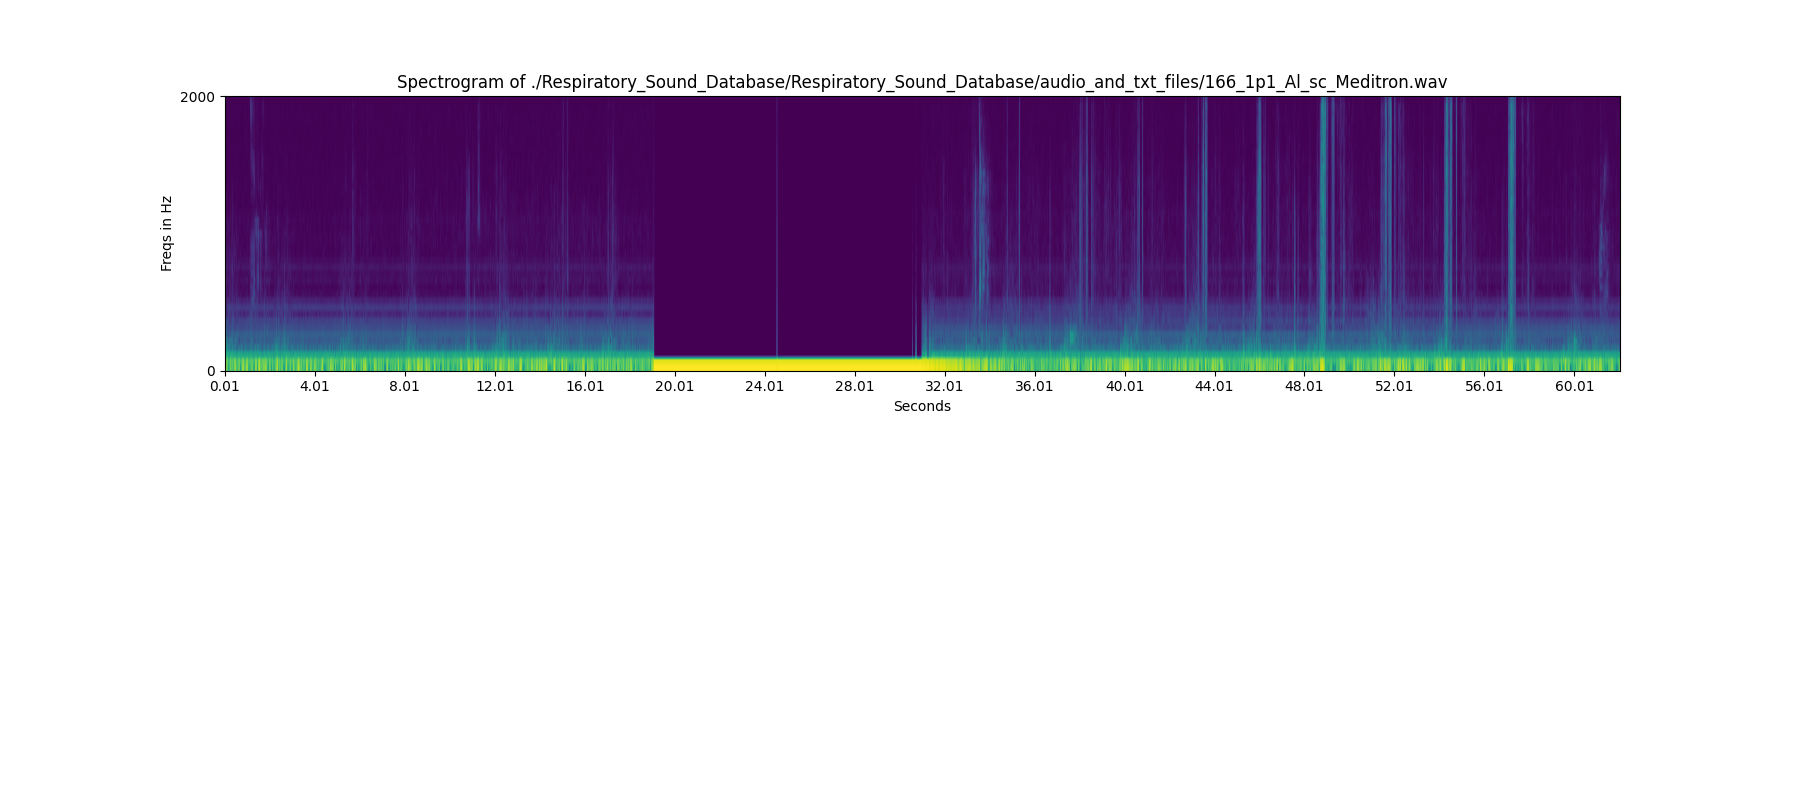 Spectrogram of ./Respiratory_Sound_Database/Respiratory_Sound_Database/audio_and_txt_files/166_1p1_Al_sc_Meditron.wav
2000
Freqs in Hz
0
0.01 4.01 8.01 12.01 16.01 20.01 24.01 28.01 32.01 36.01 40.01 44.01 48.01 52.01 56.01 60.01
Seconds